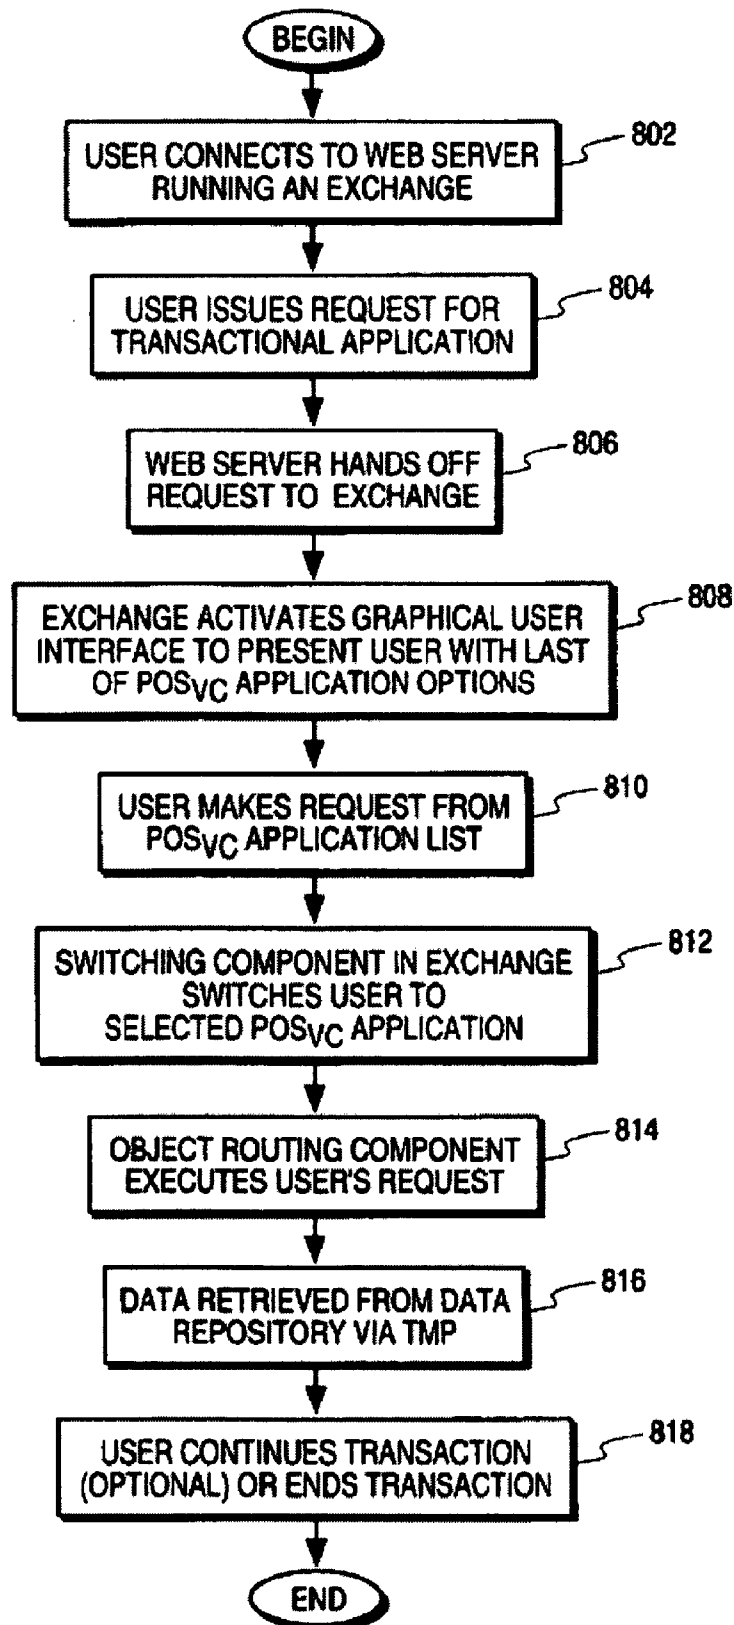 BEGIN
802
USER CONNECTS TO WEB SERVER
RUNNING AN EXCHANGE
804
USER ISSUES REQUEST FOR
TRANSACTIONAL APPLICATION
806
WEB SERVER HANDS OFF
REQUEST TO EXCHANGE
808
EXCHANGE ACTIVATES GRAPHICAL USER
INTERFACE TO PRESENT USER WITH LAST
OF POSVC APPLICATION OPTIONS
810
USER MAKES REQUEST FROM
POSVC APPLICATION LIST
812
SWITCHING COMPONENT IN EXCHANGE
SWITCHES USER TO
SELECTED POSVC APPLICATION
814
OBJECT ROUTING COMPONENT
EXECUTES USER'S REQUEST
816
DATA RETRIEVED FROM DATA
REPOSITORY VIA TMP
818
USER CONTINUES TRANSACTION
(OPTIONAL) OR ENDS TRANSACTION
END